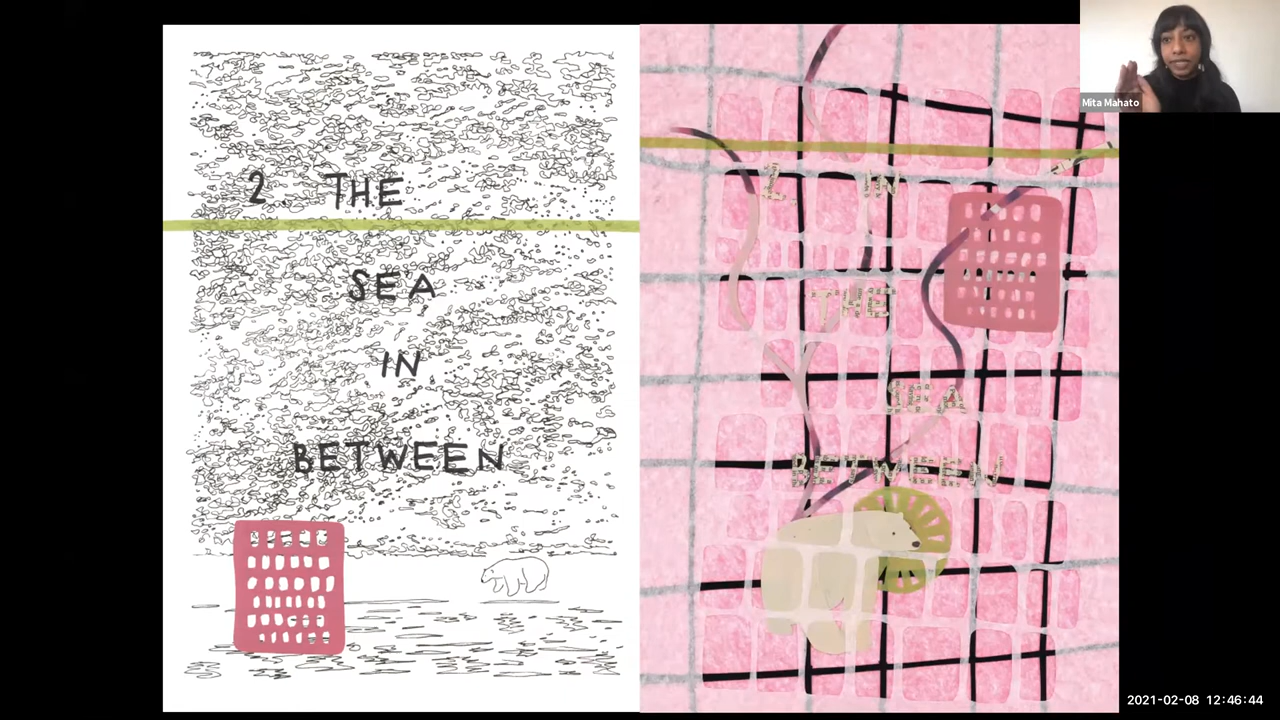 2. THE
SEA
IN
BETWEEN
2. IN
THE
SEA
BETWEEN
Mita Mahato
2021-02-08 12:46:44